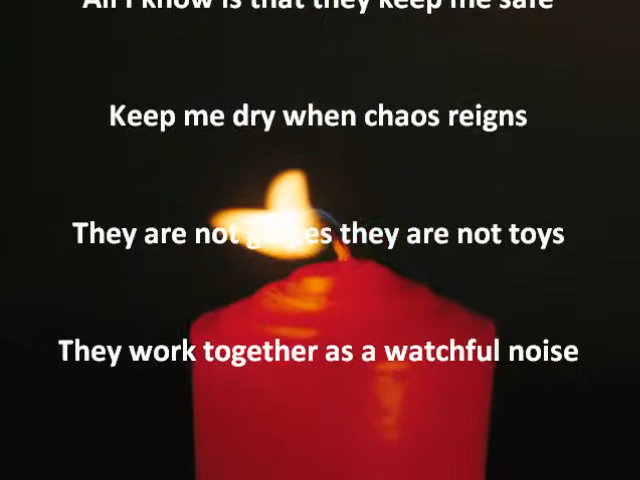 All I know is that they keep me safe
Keep me dry when chaos reigns
They are not they are not toys
They work together as a watchful noise